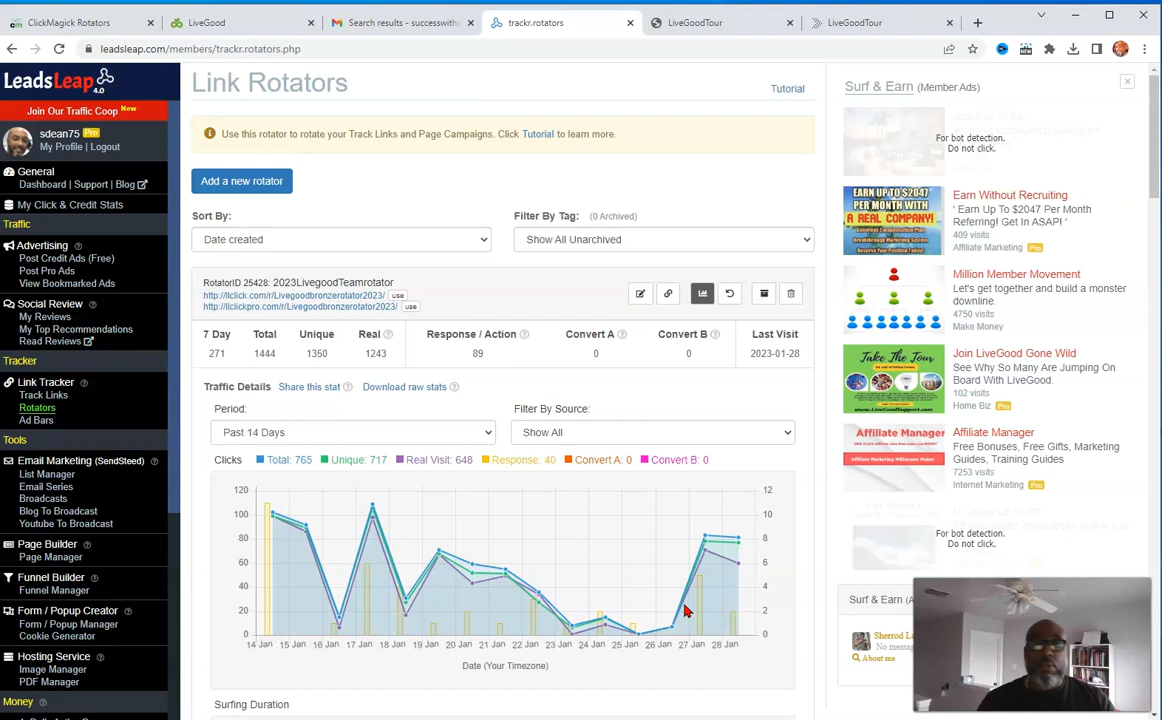 ClickMagick Rotators
LiveGood
Search results - successwith
trackr.rotators
LiveGoodTour
LiveGoodTour
leadsleap.com/members/trackr.rotators.php
LeadsLeap 4.0
Join Our Traffic Coop New
sdean75 Pro
My Profile | Logout
General
Dashboard | Support | Blog
My Click & Credit Stats
Traffic
Advertising
Post Credit Ads (Free)
Post Pro Ads
View Bookmarked Ads
Social Review
My Reviews
My Top Recommendations
Read Reviews
Tracker
Link Tracker
Track Links
Rotators
Ad Bars
Tools
Email Marketing (SendSteed)
List Manager
Email Series
Broadcasts
Blog To Broadcast
Youtube To Broadcast
Page Builder
Page Manager
Funnel Builder
Funnel Manager
Form / Popup Creator
Form / Popup Manager
Cookie Generator
Hosting Service
Image Manager
PDF Manager
Money
Link Rotators
Tutorial
Use this rotator to rotate your Track Links and Page Campaigns. Click Tutorial to learn more.
Add a new rotator
Sort By:
Filter By Tag: (0 Archived)
Date created
Show All Unarchived
RotatorID 25428: 2023LivegoodTeamrotator
http://llclick.com/r/Livegoodbronzerotator2023/ use
http://llclickpro.com/r/Livegoodbronzerotator2023/ use
7 Day Total Unique Real Response / Action Convert A Convert B Last Visit
271 1444 1350 1243 89 0 0 2023-01-28
Traffic Details Share this stat Download raw stats
Period:
Filter By Source:
Past 14 Days
Show All
Clicks Total: 765 Unique: 717 Real Visit: 648 Response: 40 Convert A: 0 Convert B: 0
120 12
100 10
80 8
60 6
40 4
20 2
0 0
14 Jan 15 Jan 16 Jan 17 Jan 18 Jan 19 Jan 20 Jan 21 Jan 22 Jan 23 Jan 24 Jan 25 Jan 26 Jan 27 Jan 28 Jan
Date (Your Timezone)
Surfing Duration
Surf & Earn (Member Ads)
For bot detection.
Do not click.
EARN UP TO $2047
PER MONTH WITH
A REAL COMPANY!
Earn Without Recruiting
' Earn Up To $2047 Per Month
Referring! Get In ASAP! '
409 visits
Affiliate Marketing Pro
Million Member Movement
Let's get together and build a monster
downline.
4750 visits
Make Money
Take The Tour
www.LiveGoodSupport.com
Join LiveGood Gone Wild
See Why So Many Are Jumping On
Board With LiveGood.
102 visits
Home Biz Pro
Affiliate Manager
Affiliate Manager
Free Bonuses, Free Gifts, Marketing
Guides, Training Guides
7253 visits
Internet Marketing Pro
For bot detection.
Do not click.
Surf & Earn
Sherrod
No messa
About me